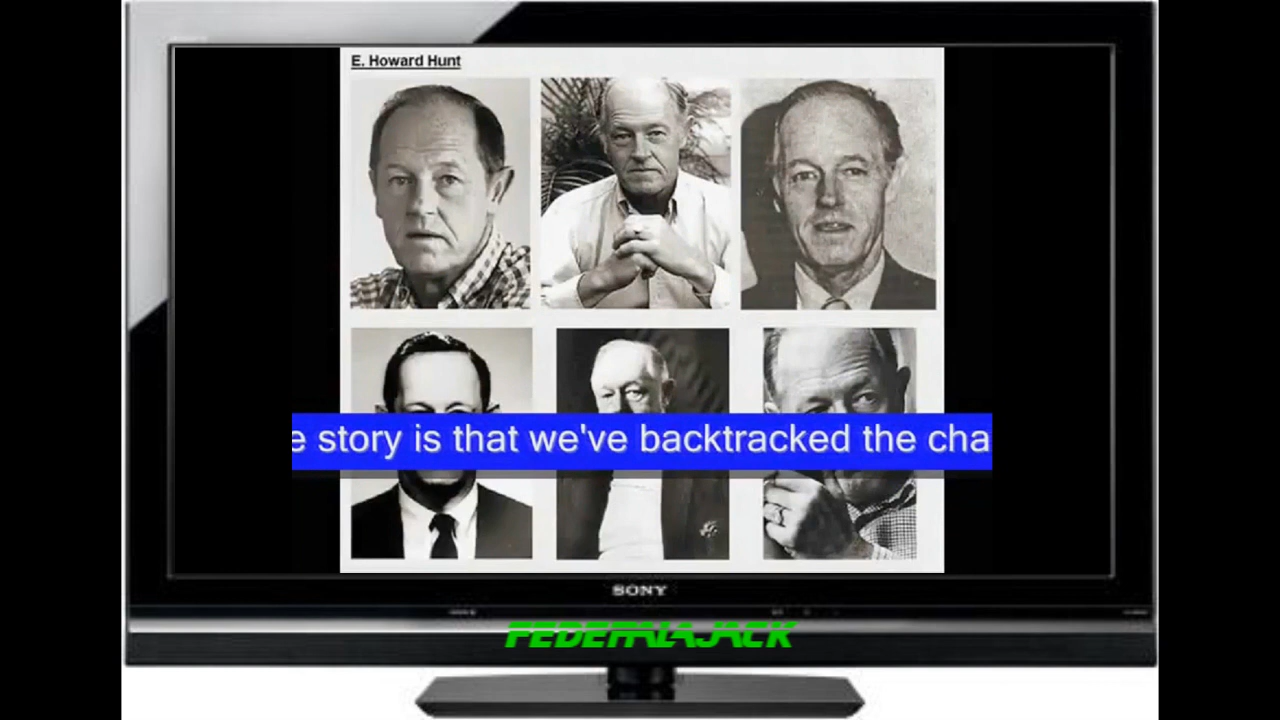 E. Howard Hunt
e story is that we've backtracked the cha
SONY
FEDERALJACK